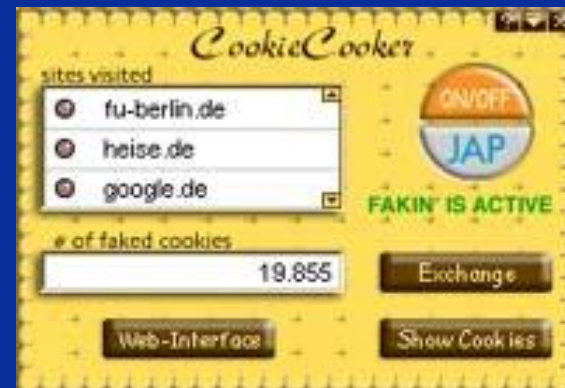 CookieCooker
sites visited
fu-berlin.de
heise.de
google.de
ON/OFF
JAP
FAKIN' IS ACTIVE
# of faked cookies
19.855
Exchange
Web-Interface
Show Cookies